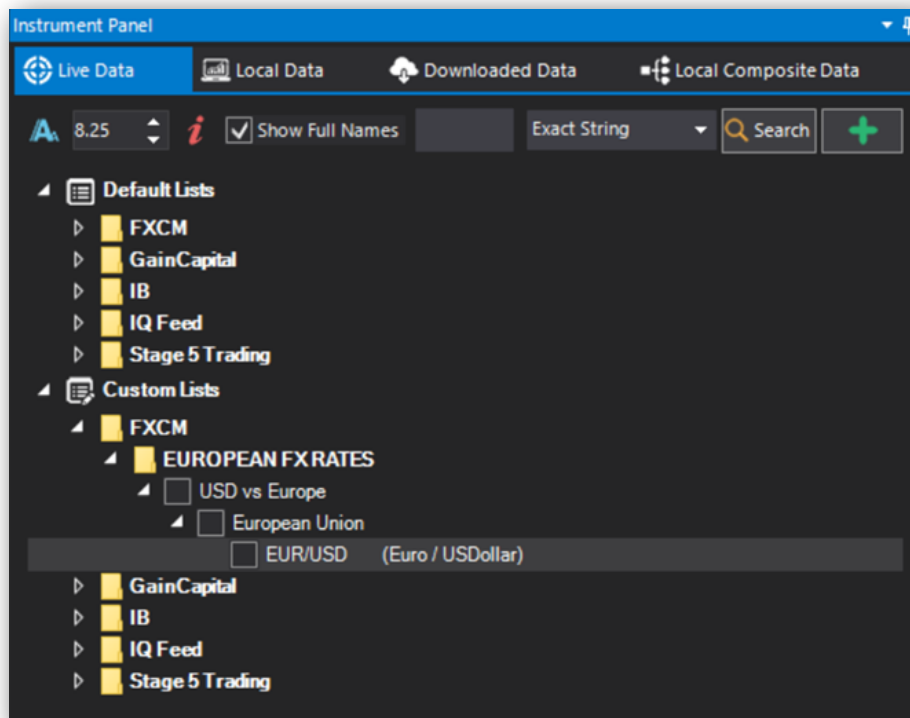 Instrument Panel
Live Data Local Data Downloaded Data Local Composite Data
8.25 Show Full Names Exact String Search
Default Lists
FXCM
GainCapital
IB
IQ Feed
Stage 5 Trading
Custom Lists
FXCM
EUROPEAN FX RATES
USD vs Europe
European Union
EUR/USD (Euro / USDollar)
GainCapital
IB
IQ Feed
Stage 5 Trading